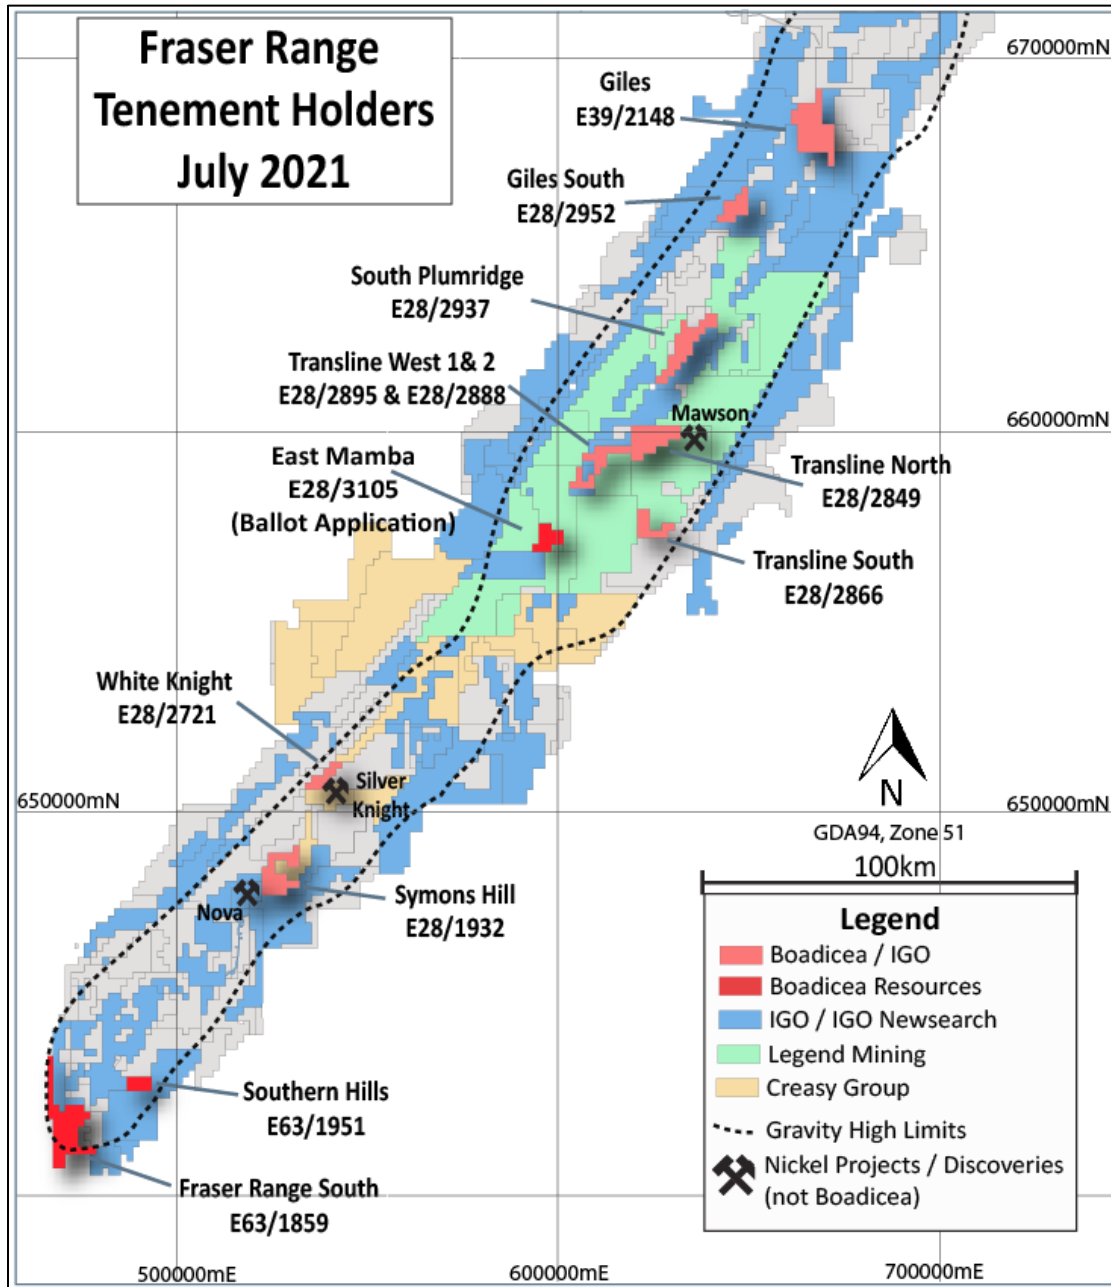 Fraser Range
Tenement Holders
July 2021
670000mN
Giles
E39/2148
Giles South
E28/2952
South Plumridge
E28/2937
Transline West 1& 2
E28/2895 & E28/2888
Mawson
660000mN
East Mamba
E28/3105
(Ballot Application)
Transline North
E28/2849
Transline South
E28/2866
White Knight
E28/2721
Silver
Knight
650000mN
650000mN
N
GDA94, Zone 51
100km
Nova
Symons Hill
E28/1932
Legend
Boadicea / IGO
Boadicea Resources
IGO / IGO Newsearch
Legend Mining
Creasy Group
Gravity High Limits
Nickel Projects / Discoveries
(not Boadicea)
Southern Hills
E63/1951
Fraser Range South
E63/1859
500000mE
600000mE
700000mE